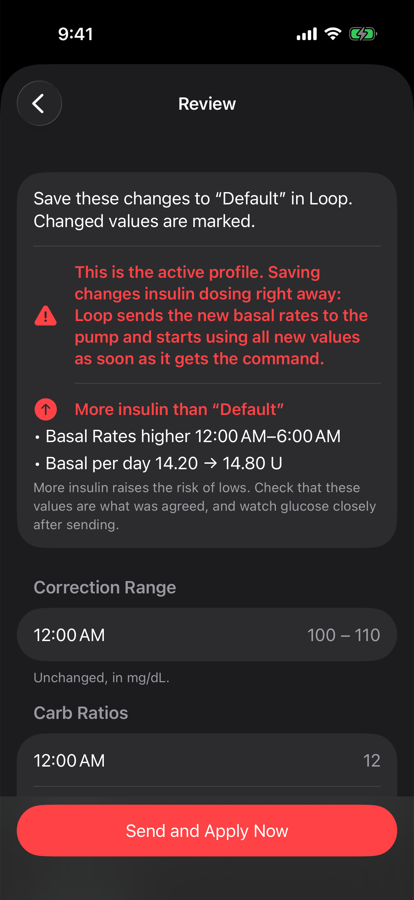 9:41
Review
Save these changes to “Default” in Loop.
Changed values are marked.
This is the active profile. Saving
changes insulin dosing right away:
Loop sends the new basal rates to the
pump and starts using all new values
as soon as it gets the command.
More insulin than “Default”
• Basal Rates higher 12:00 AM–6:00 AM
• Basal per day 14.20 → 14.80 U
More insulin raises the risk of lows. Check that these
values are what was agreed, and watch glucose closely
after sending.
Correction Range
12:00 AM 100 – 110
Unchanged, in mg/dL.
Carb Ratios
12:00 AM 12
Send and Apply Now